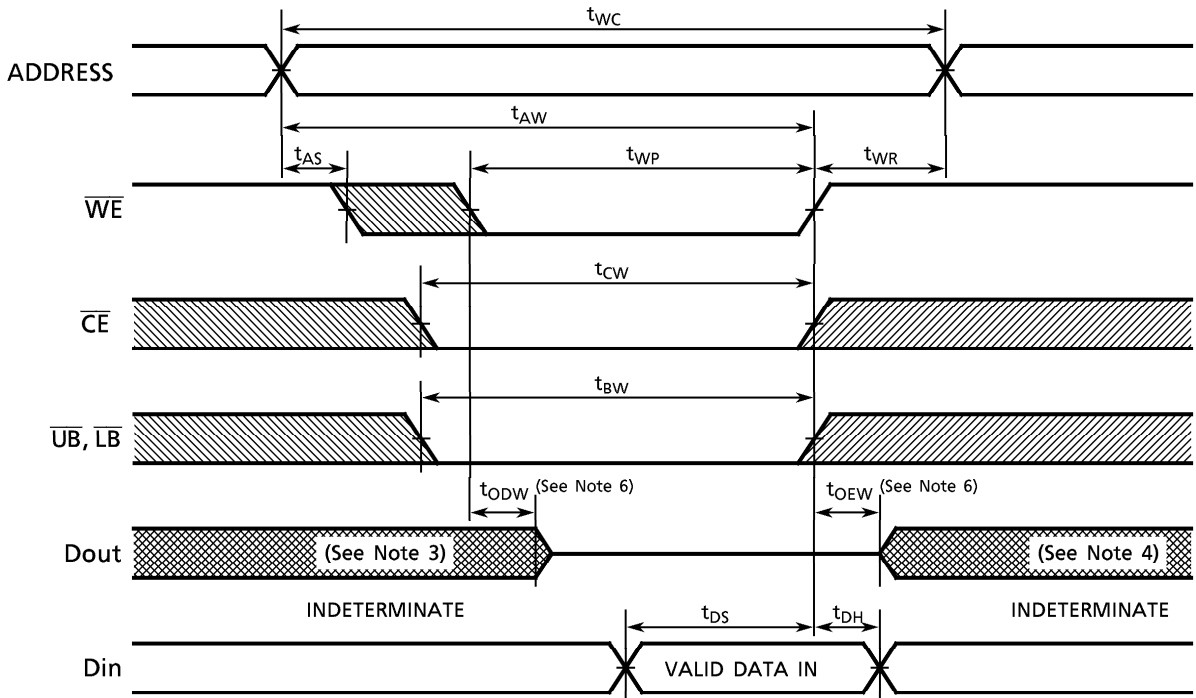 tWC
ADDRESS
tAW
tAS
tWP
tWR
WE
tCW
CE
tBW
UB, LB
tODW (See Note 6)
tOEW (See Note 6)
Dout
(See Note 3)
(See Note 4)
INDETERMINATE
INDETERMINATE
tDS
tDH
Din
VALID DATA IN